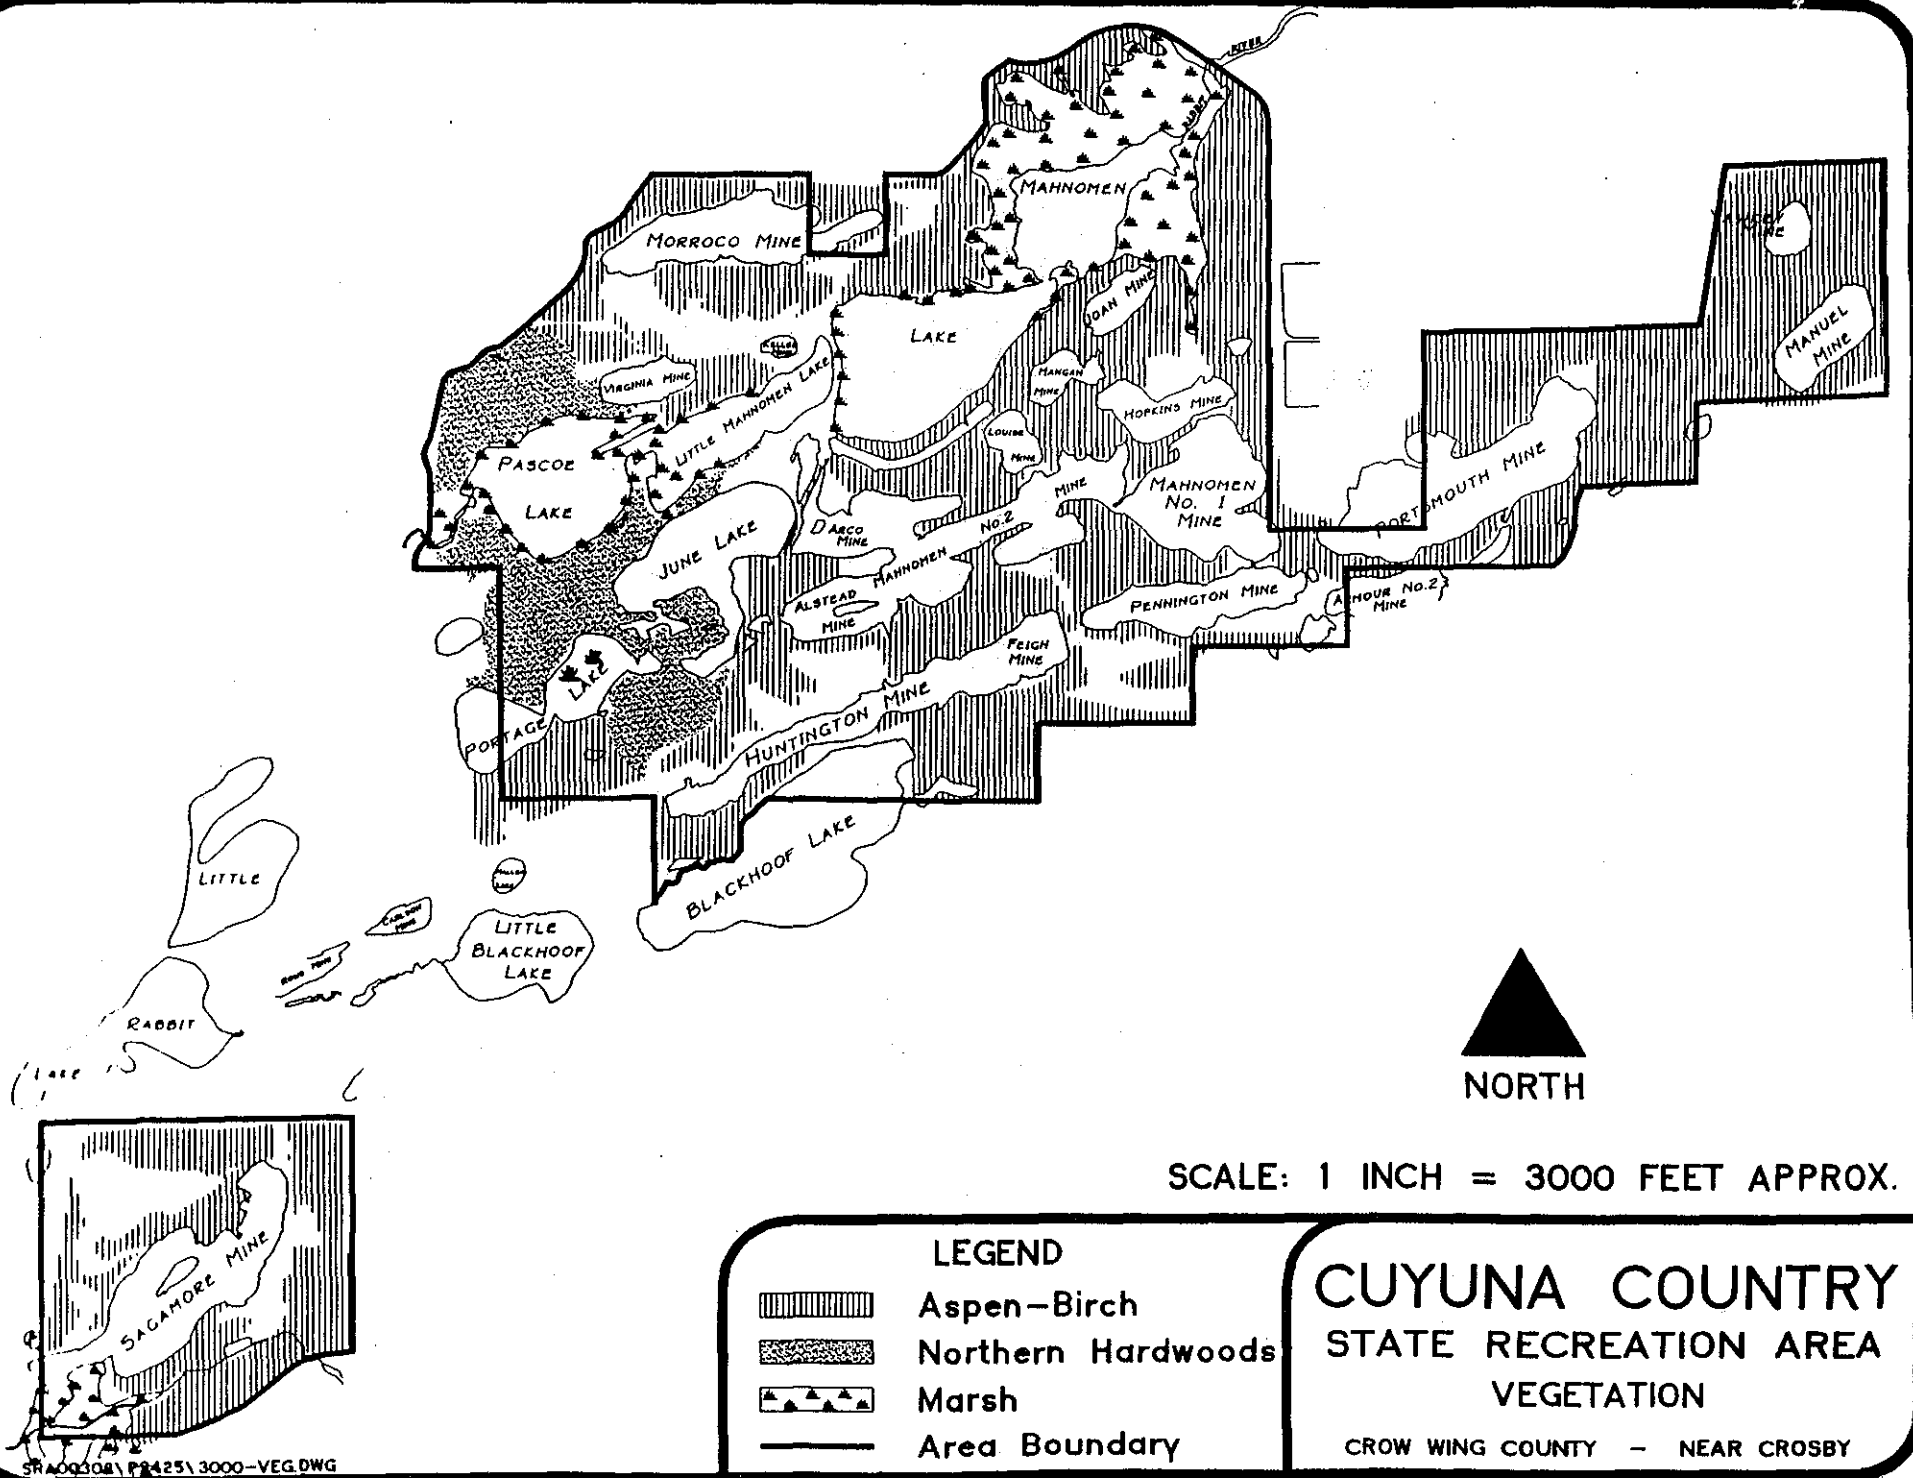 RIVER
RABBIT
MAHNOMEN
MORROCO MINE
MINE
MANUEL
MINE
JOAN MINE
LAKE
VIRGINIA MINE
LITTLE MAHNOMEN LAKE
MANGAN
MINE
HOPKINS MINE
LOUISE
MINE
PASCOE
LAKE
MAHNOMEN
NO. 1
MINE
PORTSMOUTH MINE
JUNE LAKE
DARCO
MINE
MAHNOMEN No.2 MINE
ALSTEAD
MINE
PENNINGTON MINE
ARMOUR No.2
MINE
FEIGH
MINE
PORTAGE LAKE
HUNTINGTON MINE
BLACKHOOF LAKE
LITTLE
LITTLE
BLACKHOOF
LAKE
RABBIT
LAKE
NORTH
SCALE: 1 INCH = 3000 FEET APPROX.
SAGAMORE MINE
LEGEND
Aspen-Birch
Northern Hardwoods
Marsh
Area Boundary
CUYUNA COUNTRY
STATE RECREATION AREA
VEGETATION
CROW WING COUNTY - NEAR CROSBY